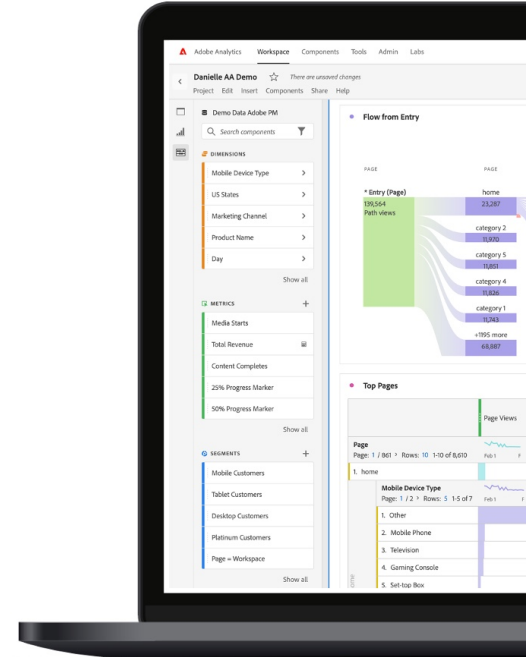 Adobe Analytics Workspace Components Tools Admin Labs
Danielle AA Demo There are unsaved changes
Project Edit Insert Components Share Help
Demo Data Adobe PM
Search components
DIMENSIONS
Mobile Device Type
US States
Marketing Channel
Product Name
Day
Show all
METRICS
Media Starts
Total Revenue
Content Completes
25% Progress Marker
50% Progress Marker
Show all
SEGMENTS
Mobile Customers
Tablet Customers
Desktop Customers
Platinum Customers
Page = Workspace
Show all
Flow from Entry
PAGE PAGE
* Entry (Page) home
139,564 23,287
Path views
category 2
11,970
category 5
11,851
category 4
11,826
category 1
11,743
+1195 more
68,887
Top Pages
Page Views
Page
Page: 1 / 861 > Rows: 10 1-10 of 8,610 Feb 1 F
1. home
Mobile Device Type
Page: 1 / 2 > Rows: 5 1-5 of 7 Feb 1 F
1. Other
2. Mobile Phone
3. Television
4. Gaming Console
5. Set-top Box